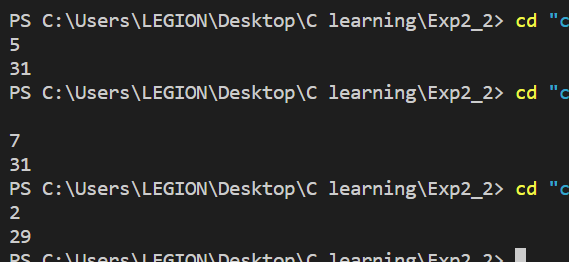 PS C:\Users\LEGION\Desktop\C learning\Exp2_2> cd "c
5
31
PS C:\Users\LEGION\Desktop\C learning\Exp2_2> cd "c
7
31
PS C:\Users\LEGION\Desktop\C learning\Exp2_2> cd "c
2
29
PS C:\Users\LEGION\Desktop\C learning\Exp2_2>